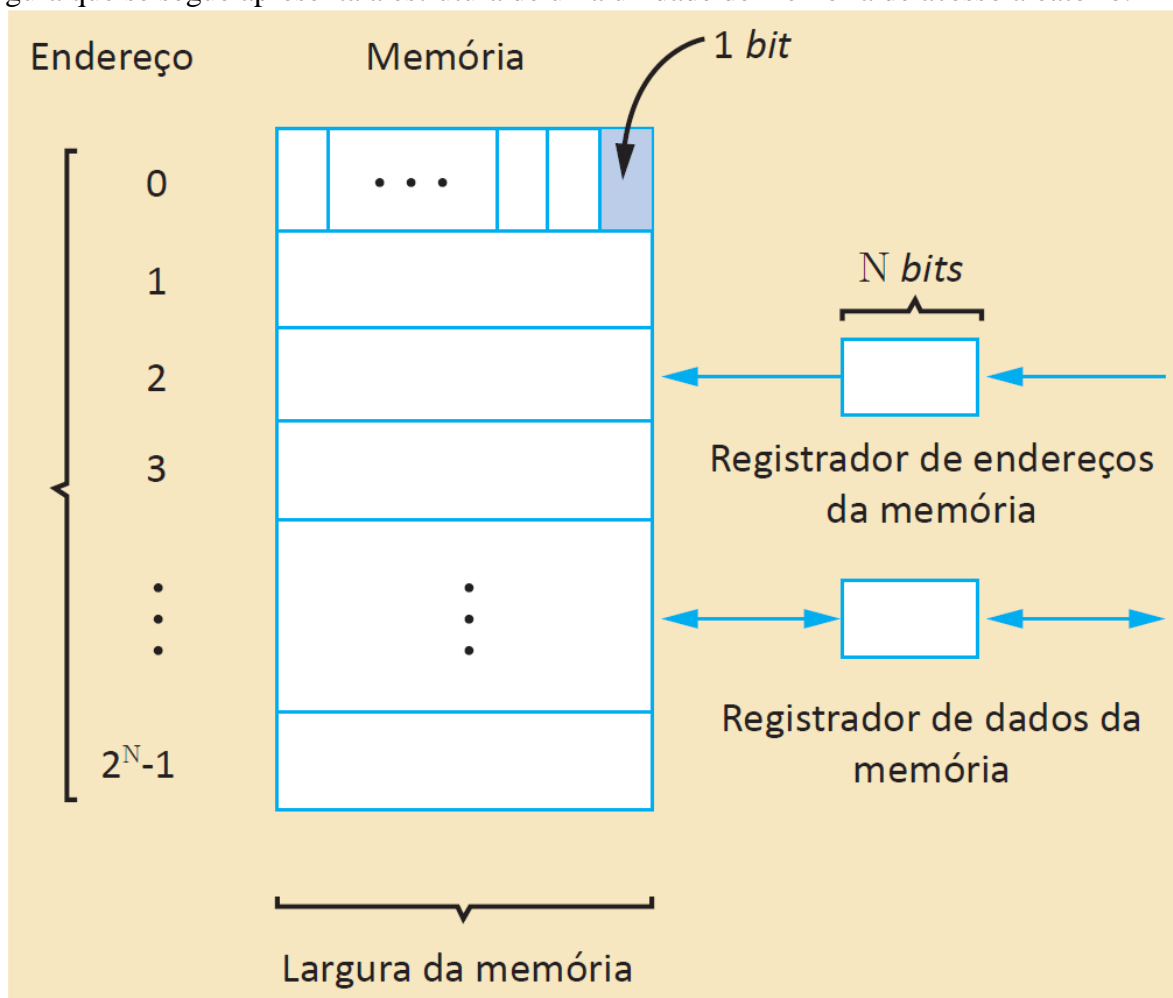 Endereço
Memória
1 bit
0
• • •
1
N bits
2
3
Registrador de endereços
da memória
Registrador de dados da
memória
2^N-1
Largura da memória